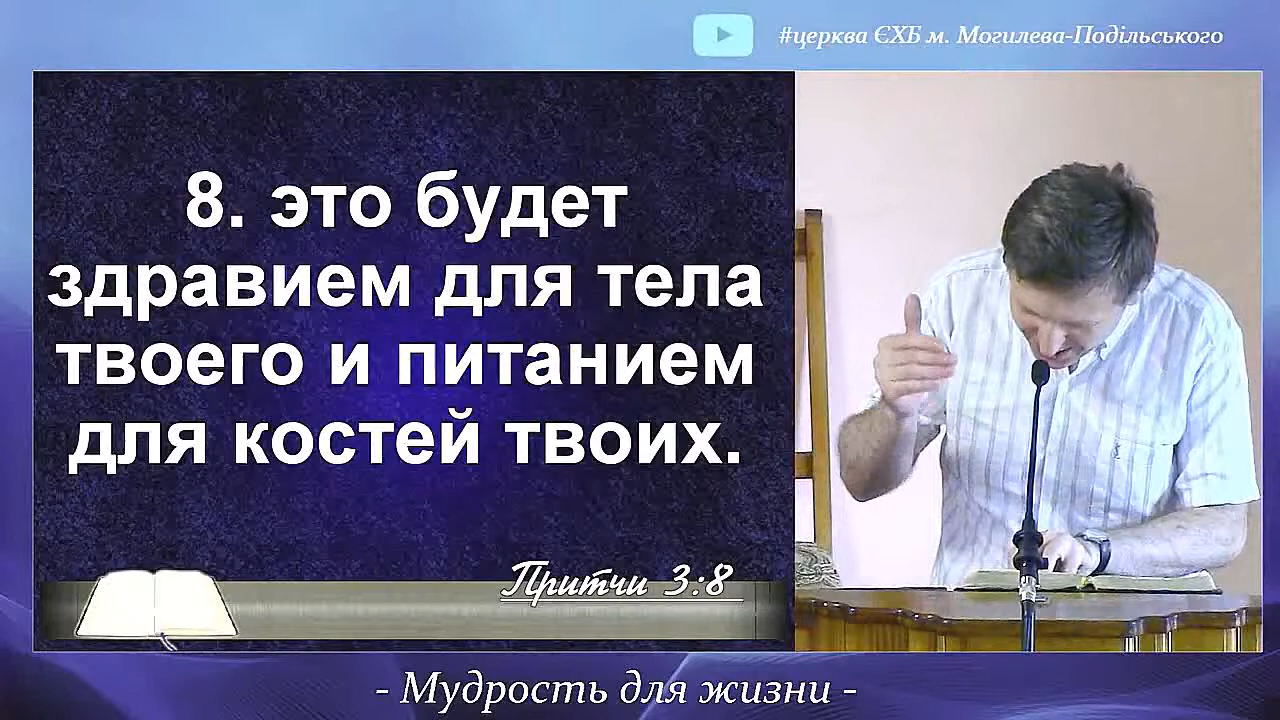 #церква ЄХБ м. Могилева-Подільського
8. это будет
здравием для тела
твоего и питанием
для костей твоих.
Притчи 3:8
- Мудрость для жизни -